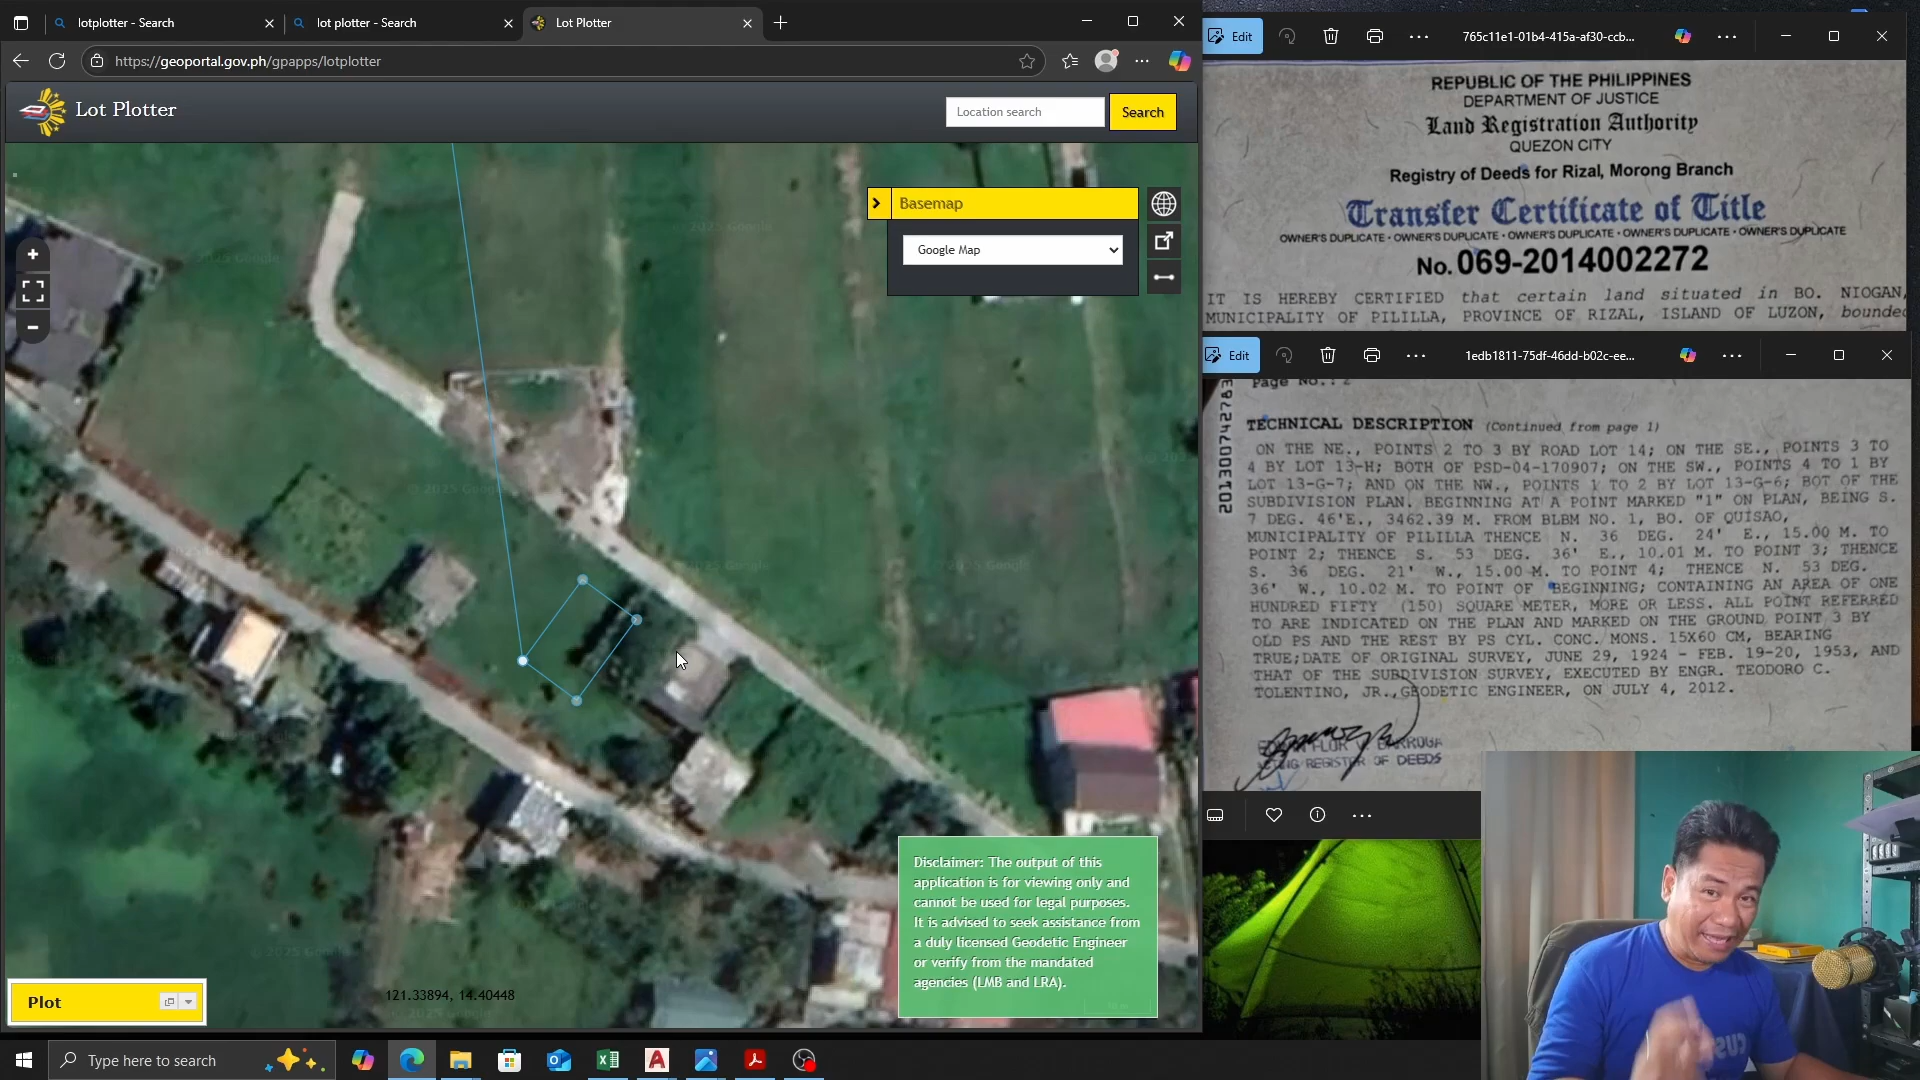 lotplotter - Search
lot plotter - Search
Lot Plotter
https://geoportal.gov.ph/gpapps/lotplotter
Lot Plotter
Location search
Search
Basemap
Google Map
121.33894, 14.40448
Plot
Disclaimer: The output of this
application is for viewing only and
cannot be used for legal purposes.
It is advised to seek assistance from
a duly licensed Geodetic Engineer
or verify from the mandated
agencies (LMB and LRA).
Edit
765c11e1-01b4-415a-af30-ccb...
REPUBLIC OF THE PHILIPPINES
DEPARTMENT OF JUSTICE
Land Registration Authority
QUEZON CITY
Registry of Deeds for Rizal, Morong Branch
Transfer Certificate of Title
OWNER'S DUPLICATE • OWNER'S DUPLICATE • OWNER'S DUPLICATE • OWNER'S DUPLICATE • OWNER'S DUPLICATE
No. 069-2014002272
IT IS HEREBY CERTIFIED that certain land situated in BO. NIOGAN,
MUNICIPALITY OF PILILLA, PROVINCE OF RIZAL, ISLAND OF LUZON, bounded
Edit
1edb1811-75df-46dd-b02c-ee...
Page No.: 2
TECHNICAL DESCRIPTION (Continued from page 1)
ON THE NE., POINTS 2 TO 3 BY ROAD LOT 14; ON THE SE., POINTS 3 TO
4 BY LOT 13-H; BOTH OF PSD-04-170907; ON THE SW., POINTS 4 TO 1 BY
LOT 13-G-7; AND ON THE NW., POINTS 1 TO 2 BY LOT 13-G-6; BOT OF THE
SUBDIVISION PLAN. BEGINNING AT A POINT MARKED "1" ON PLAN, BEING S.
7 DEG. 46'E., 3462.39 M. FROM BLBM NO. 1, BO. OF QUISAO,
MUNICIPALITY OF PILILLA THENCE N. 36 DEG. 24' E., 15.00 M. TO
POINT 2; THENCE S. 53 DEG. 36' E., 10.01 M. TO POINT 3; THENCE
S. 36 DEG. 21' W., 15.00 M. TO POINT 4; THENCE N. 53 DEG.
36' W., 10.02 M. TO POINT OF BEGINNING; CONTAINING AN AREA OF ONE
HUNDRED FIFTY (150) SQUARE METER, MORE OR LESS. ALL POINT REFERRED
TO ARE INDICATED ON THE PLAN AND MARKED ON THE GROUND POINT 3 BY
OLD PS AND THE REST BY PS CYL. CONC. MONS. 15X60 CM, BEARING
TRUE;DATE OF ORIGINAL SURVEY, JUNE 29, 1924 - FEB. 19-20, 1953, AND
THAT OF THE SUBDIVISION SURVEY, EXECUTED BY ENGR. TEODORO C.
TOLENTINO, JR.,GEODETIC ENGINEER, ON JULY 4, 2012.
REGISTER OF DEEDS
Type here to search